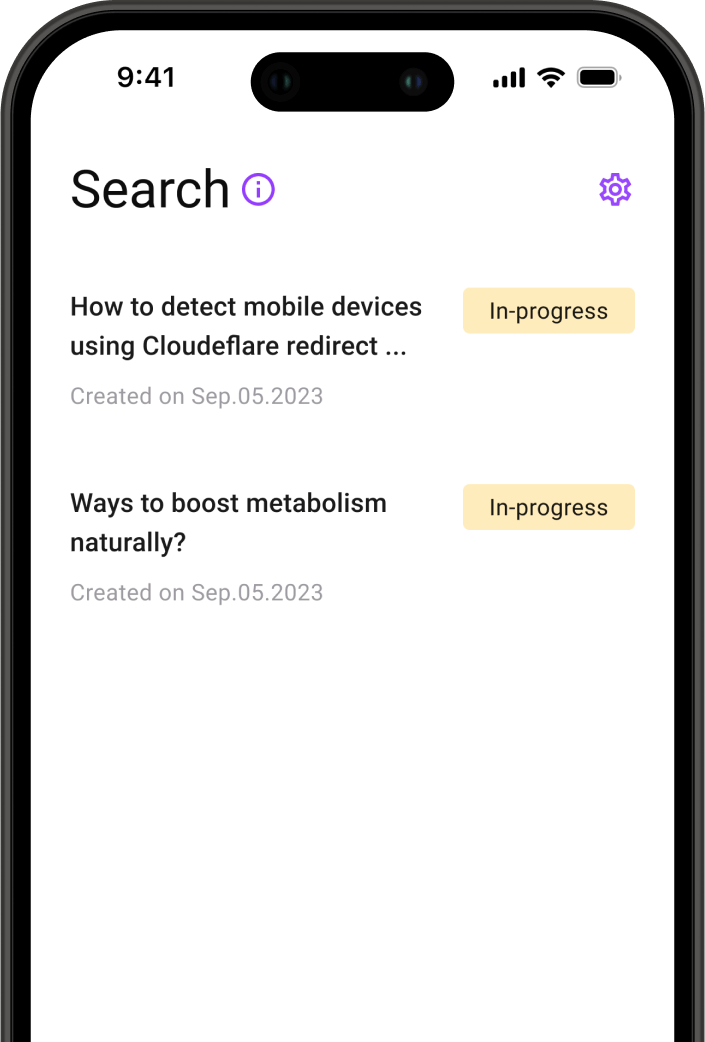 9:41
Search
How to detect mobile devices
using Cloudeflare redirect ...
In-progress
Created on Sep.05.2023
Ways to boost metabolism
naturally?
In-progress
Created on Sep.05.2023